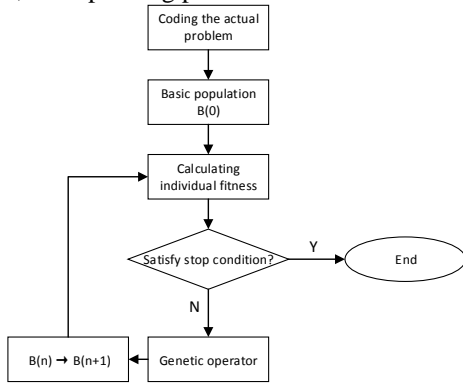 Coding the actual
problem
Basic population
B(0)
Calculating
individual fitness
Satisfy stop condition?
Y
End
N
B(n) → B(n+1)
Genetic operator